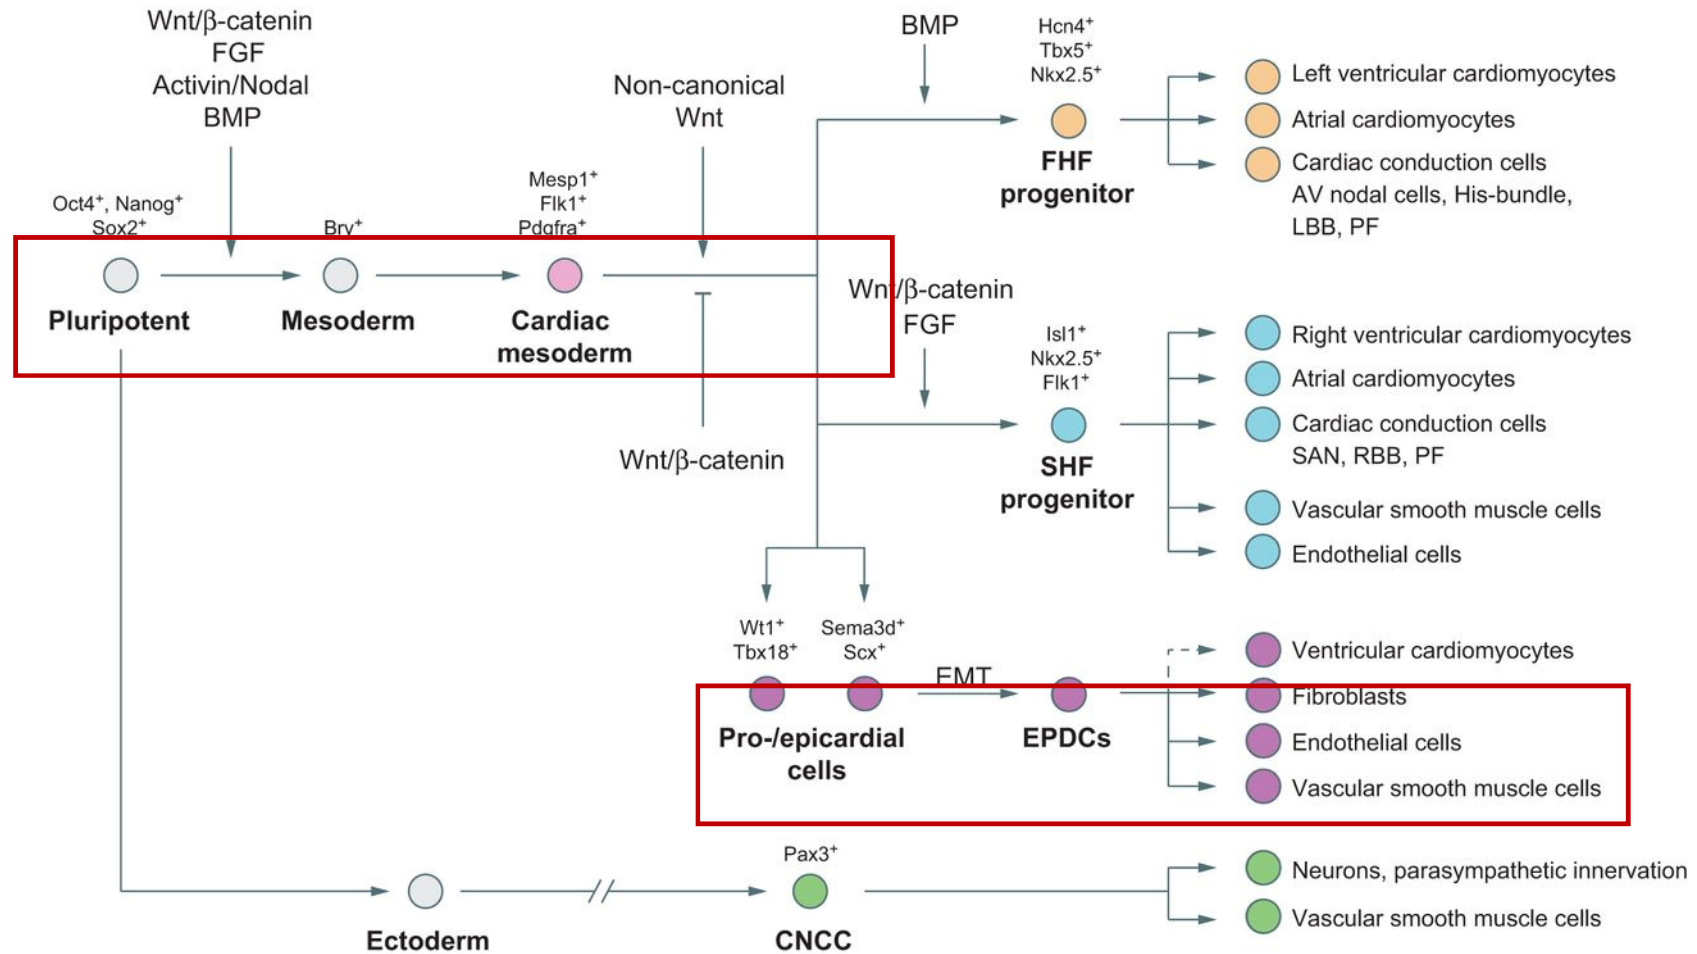 Wnt/β-catenin
FGF
Activin/Nodal
BMP
Oct4⁺, Nanog⁺
Sox2⁺
Bry⁺
Mesp1⁺
Flk1⁺
Pdgfra⁺
Non-canonical
Wnt
Pluripotent
Mesoderm
Cardiac
mesoderm
Wnt/β-catenin
BMP
Hcn4⁺
Tbx5⁺
Nkx2.5⁺
FHF
progenitor
Left ventricular cardiomyocytes
Atrial cardiomyocytes
Cardiac conduction cells
AV nodal cells, His-bundle,
LBB, PF
Wnt/β-catenin
FGF
Isl1⁺
Nkx2.5⁺
Flk1⁺
SHF
progenitor
Right ventricular cardiomyocytes
Atrial cardiomyocytes
Cardiac conduction cells
SAN, RBB, PF
Vascular smooth muscle cells
Endothelial cells
Wt1⁺
Tbx18⁺
Sema3d⁺
Scx⁺
EMT
Pro-/epicardial
cells
EPDCs
Ventricular cardiomyocytes
Fibroblasts
Endothelial cells
Vascular smooth muscle cells
Ectoderm
Pax3⁺
CNCC
Neurons, parasympathetic innervation
Vascular smooth muscle cells